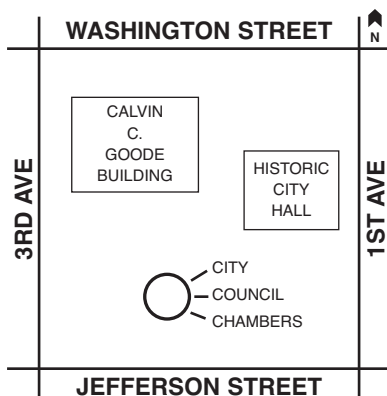 WASHINGTON STREET
N
CALVIN
C.
GOODE
BUILDING
HISTORIC
CITY
HALL
3RD AVE
1ST AVE
CITY
COUNCIL
CHAMBERS
JEFFERSON STREET